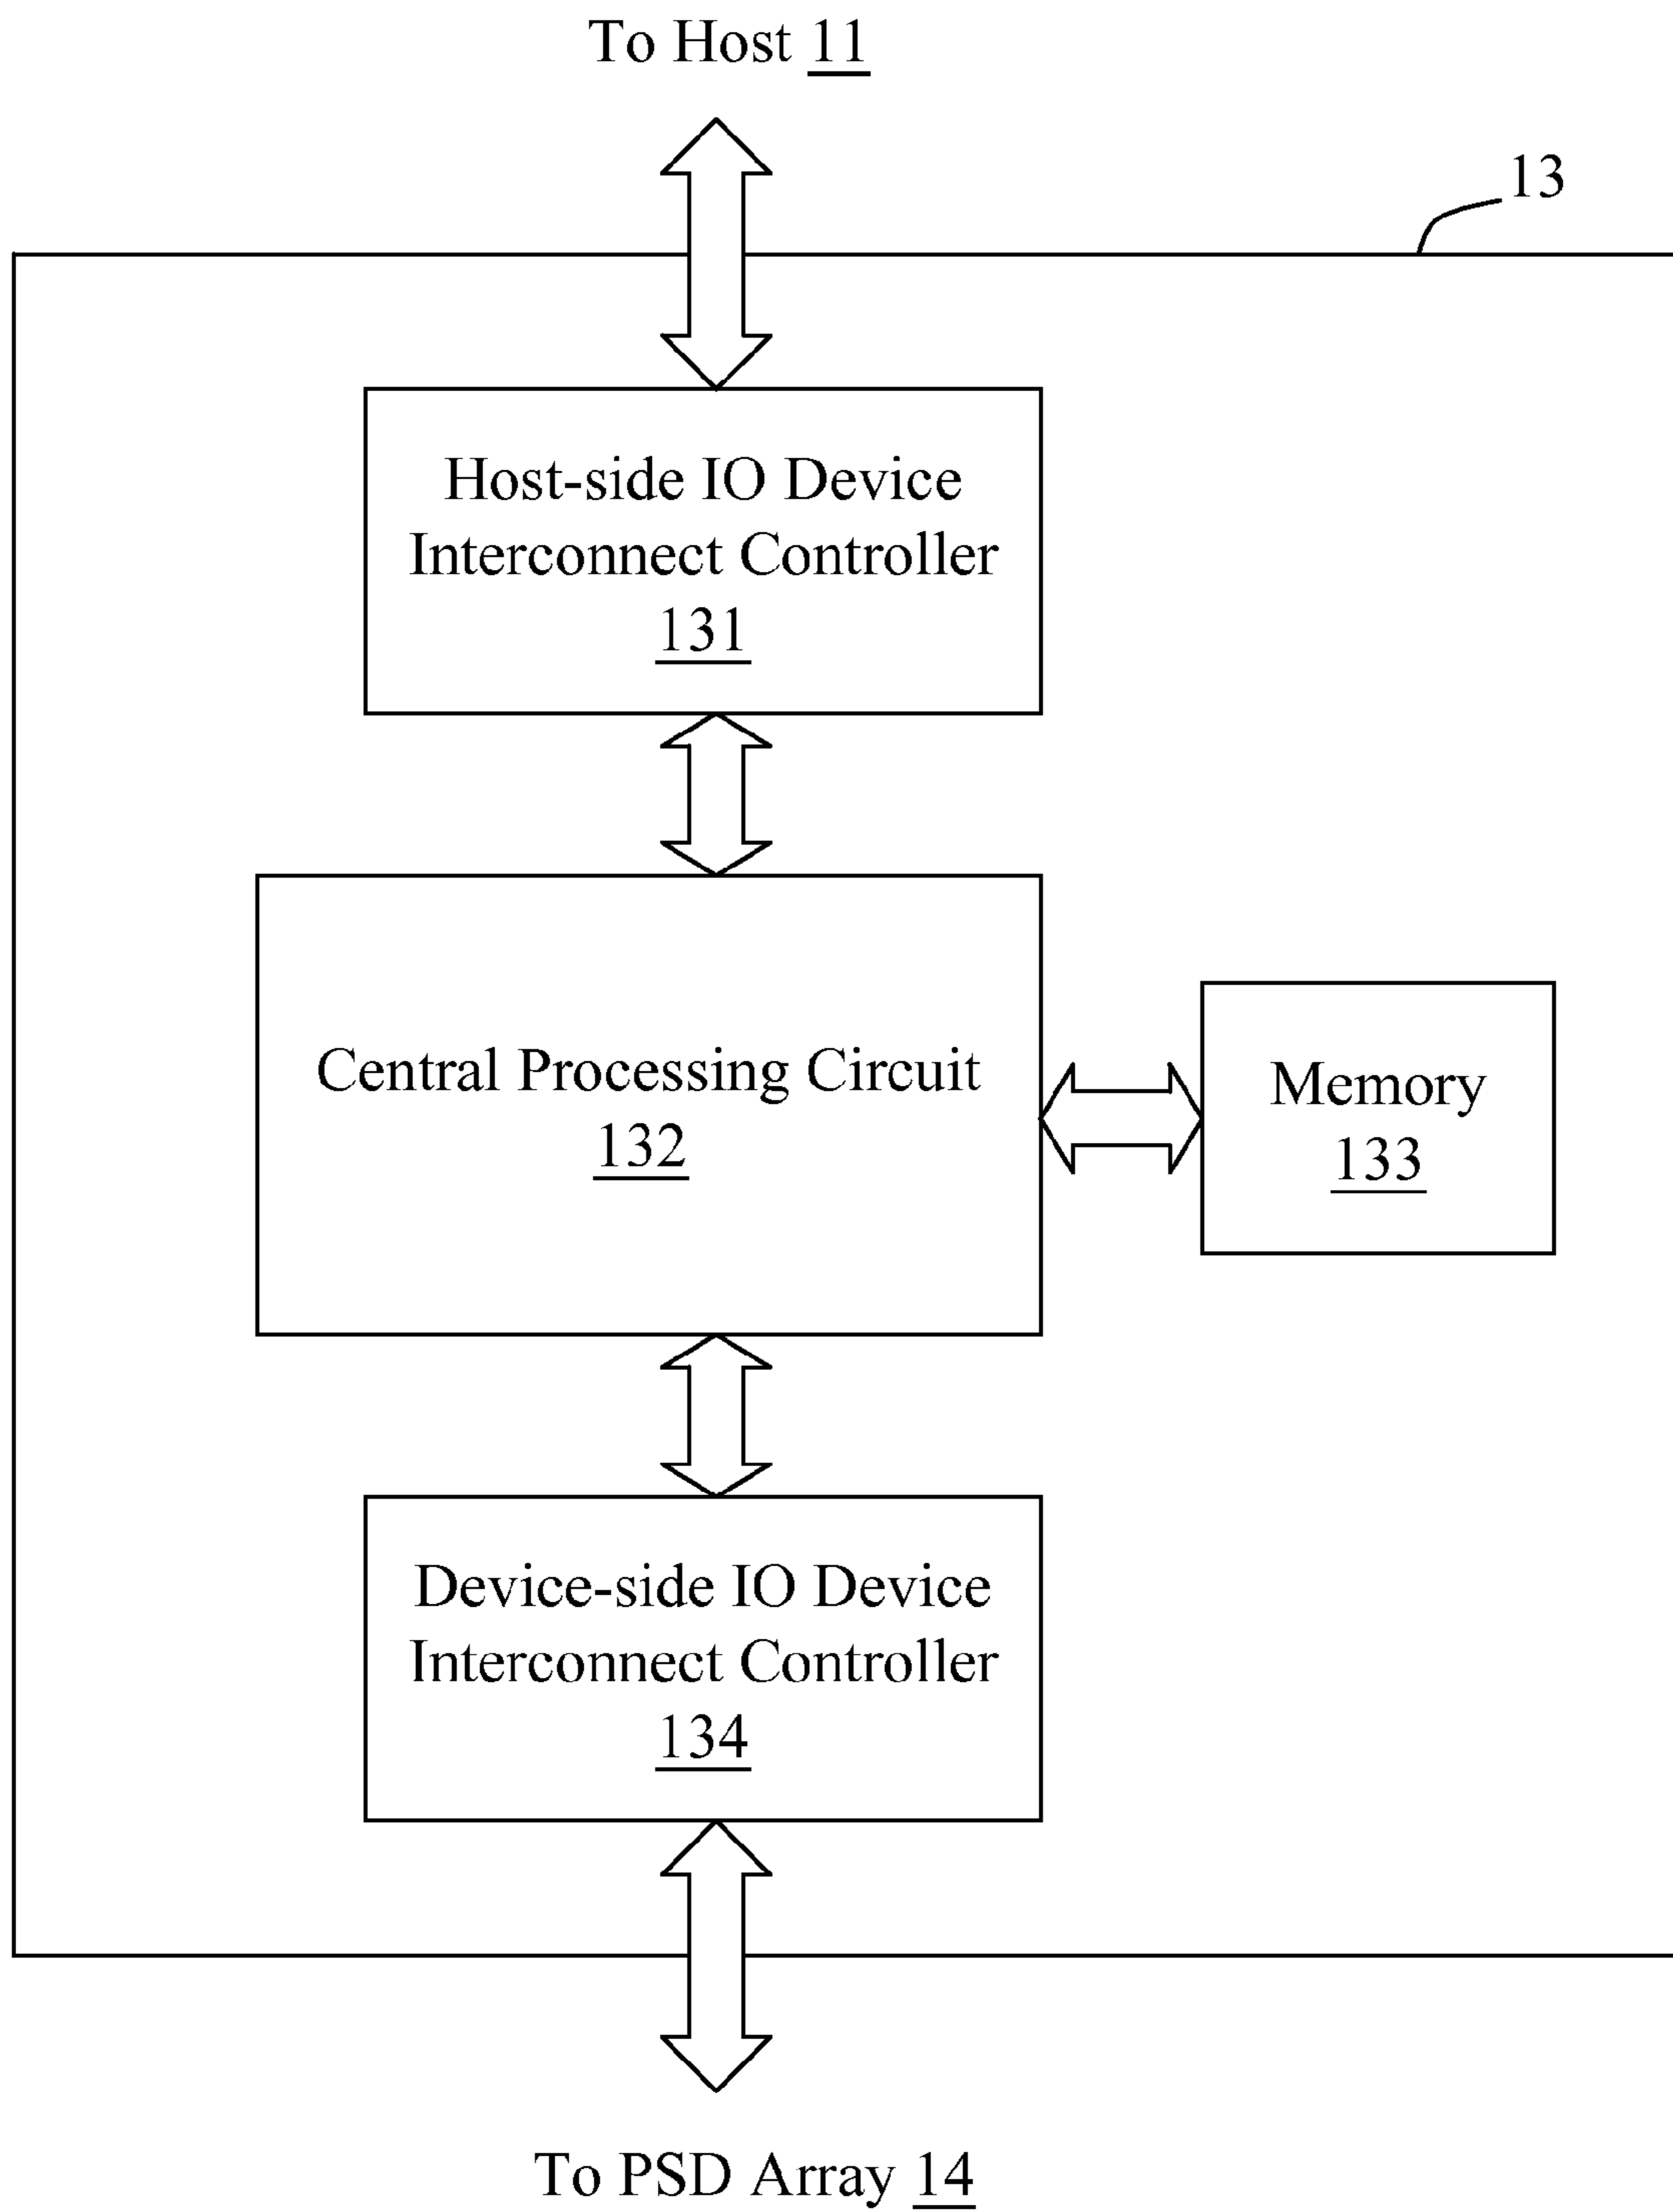 To Host 11
13
Host-side IO Device
Interconnect Controller
131
Central Processing Circuit
132
Memory
133
Device-side IO Device
Interconnect Controller
134
To PSD Array 14